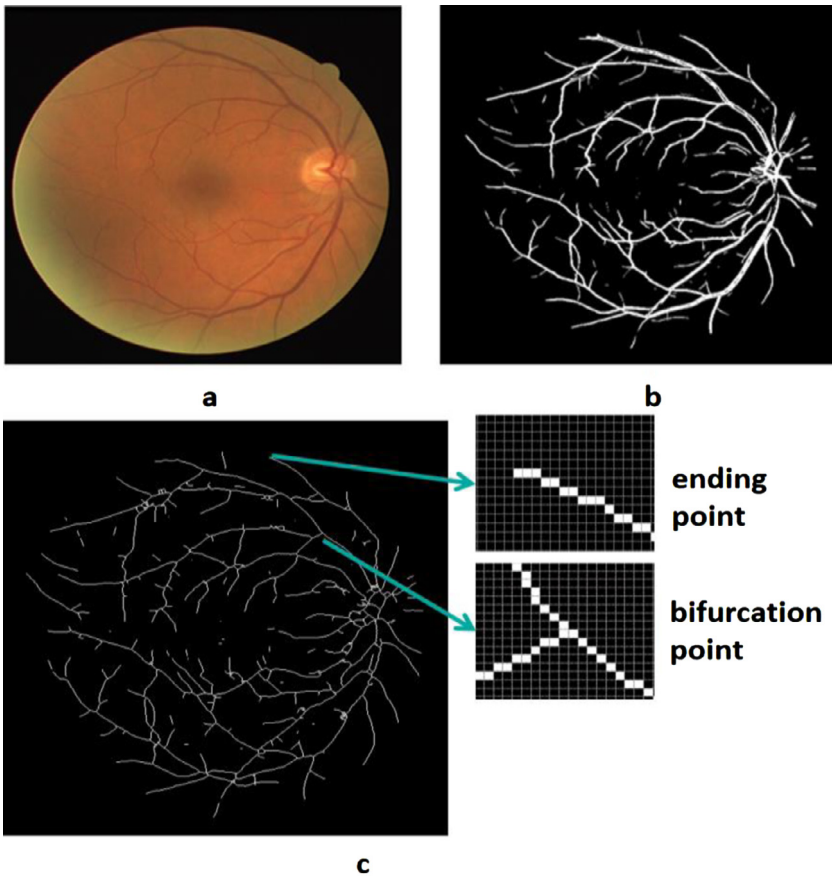 a
b
ending
point
bifurcation
point
c